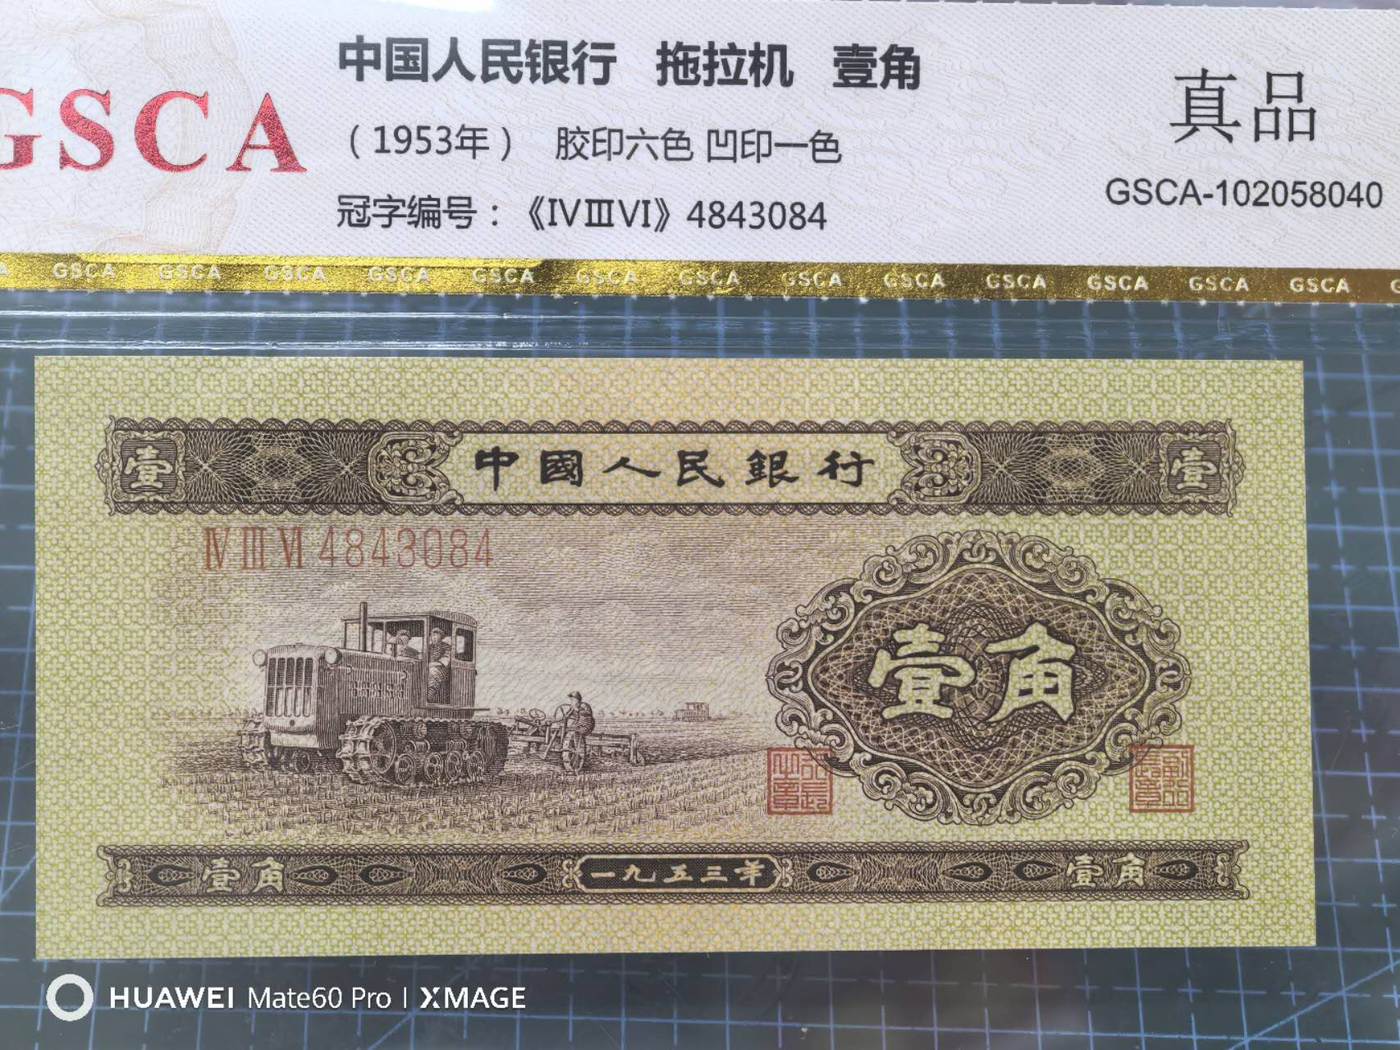 GSCA
中国人民银行 拖拉机 壹角
（1953年） 胶印六色 凹印一色
冠字编号：《IVⅢVI》4843084
真品
GSCA-102058040
GSCA GSCA GSCA GSCA GSCA GSCA GSCA GSCA GSCA GSCA GSCA GSCA GSCA
壹 中國人民銀行 壹
Ⅳ Ⅲ Ⅵ 4843084
壹角
壹角 一九五三年 壹角
HUAWEI Mate60 Pro | XMAGE